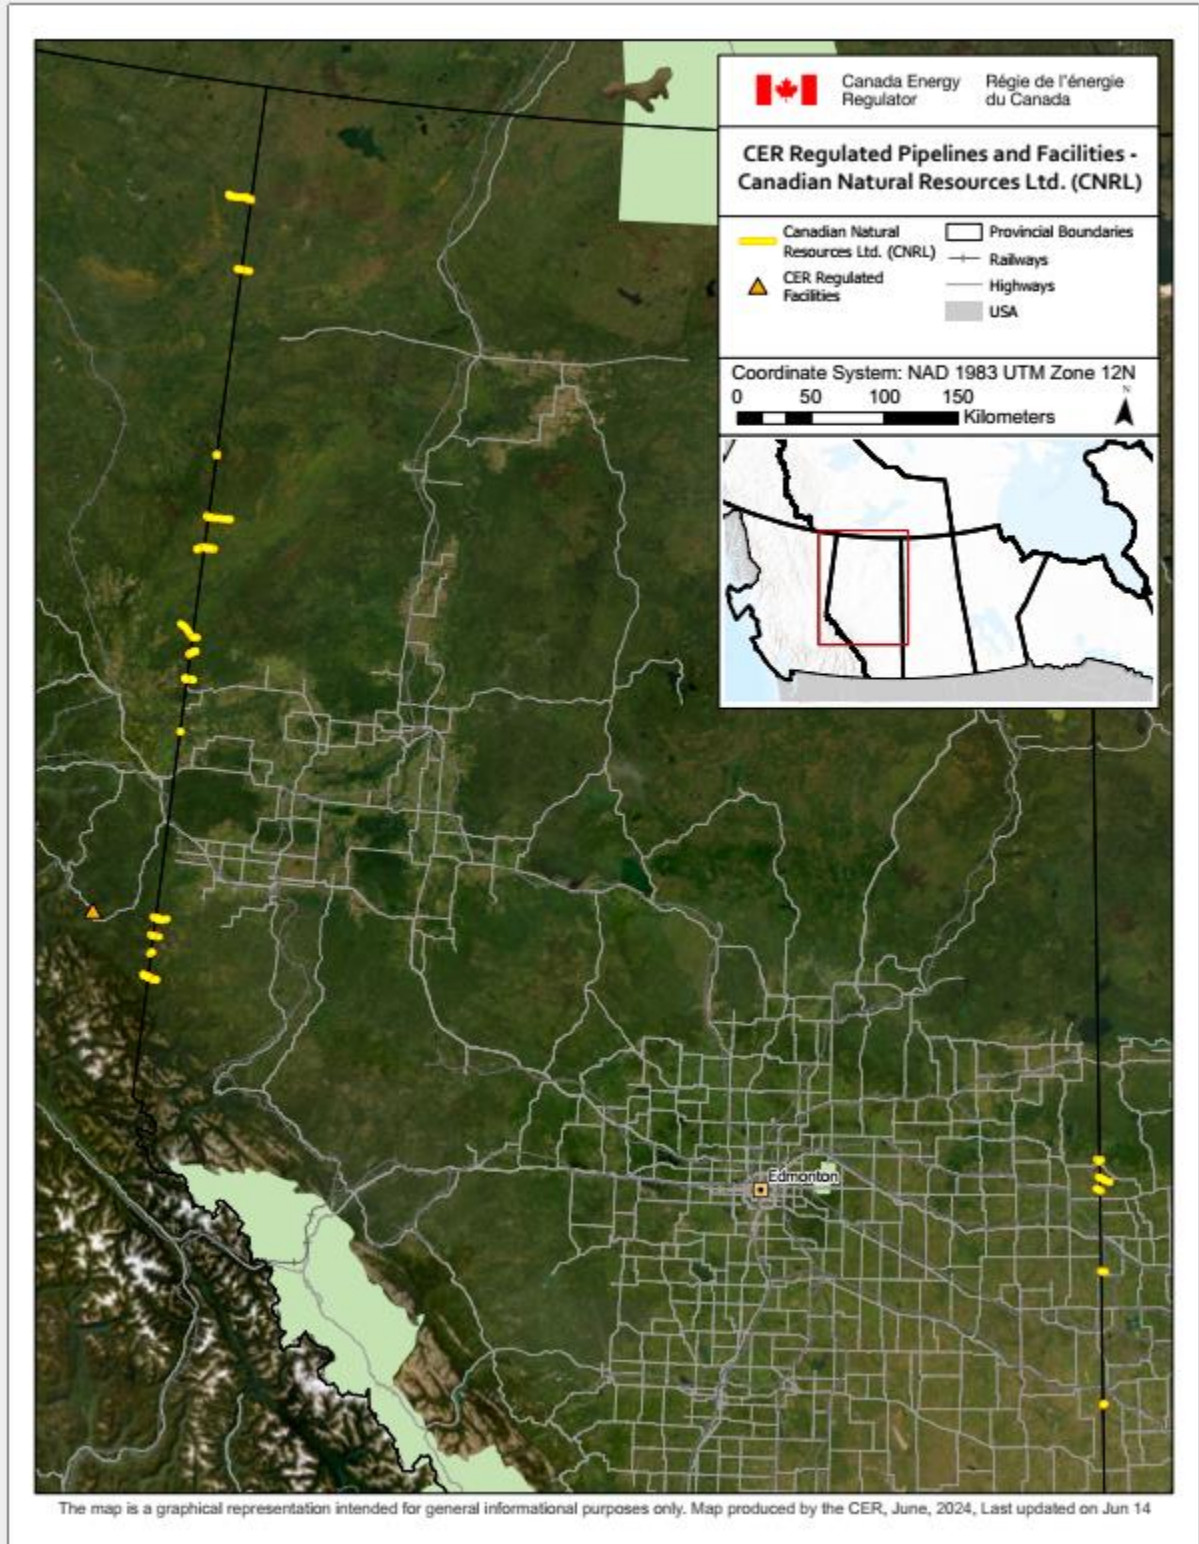 Canada Energy
Regulator
Régie de l'énergie
du Canada
CER Regulated Pipelines and Facilities -
Canadian Natural Resources Ltd. (CNRL)
Canadian Natural
Resources Ltd. (CNRL)
CER Regulated
Facilities
Provincial Boundaries
Railways
Highways
USA
Coordinate System: NAD 1983 UTM Zone 12N
0 50 100 150
Kilometers
N
Edmonton
The map is a graphical representation intended for general informational purposes only. Map produced by the CER, June, 2024, Last updated on Jun 14